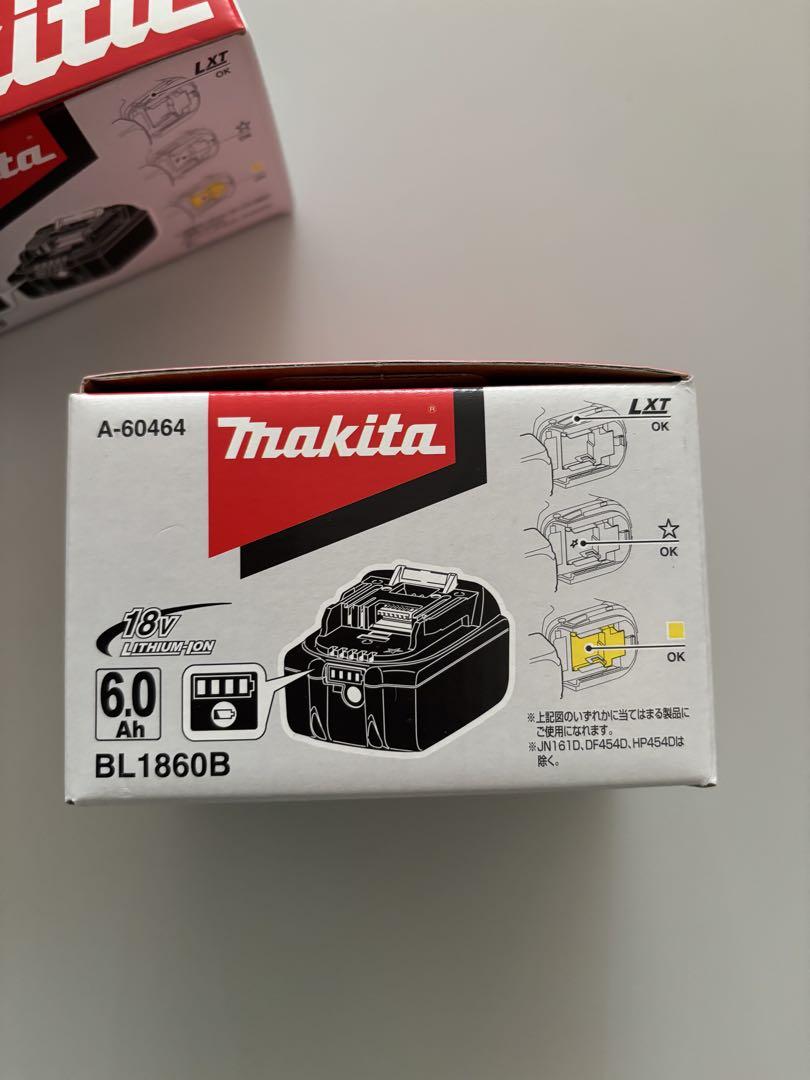 LXT
OK
A-60464
makita®
LXT
OK
☆
OK
OK
18V
LITHIUM-ION
6.0
Ah
BL1860B
※上記図のいずれかに当てはまる製品に
ご使用になれます。
※JN161D、DF454D、HP454Dは
除く。